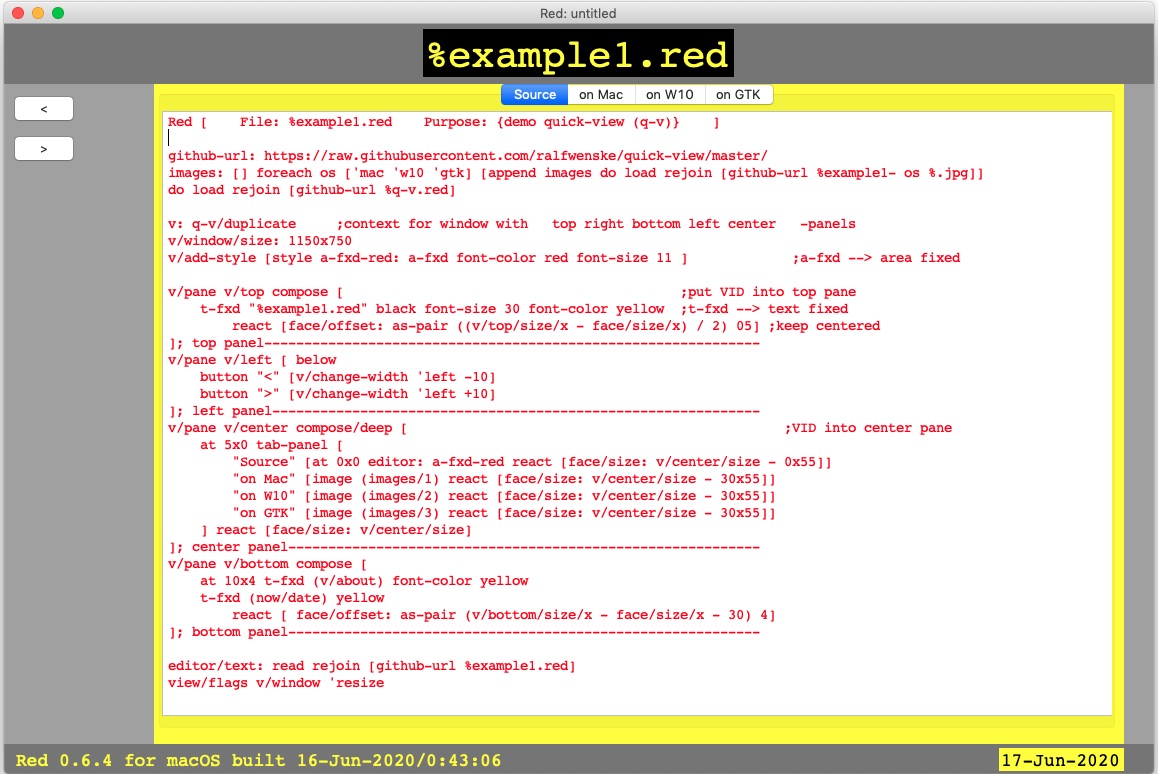 Red: untitled
%example1.red
<
>
Source on Mac on W10 on GTK
Red [    File: %example1.red    Purpose: {demo quick-view (q-v)}    ]
github-url: https://raw.githubusercontent.com/ralfwenske/quick-view/master/
images: [] foreach os ['mac 'w10 'gtk] [append images do load rejoin [github-url %example1- os %.jpg]]
do load rejoin [github-url %q-v.red]
v: q-v/duplicate     ;context for window with   top right bottom left center   -panels
v/window/size: 1150x750
v/add-style [style a-fxd-red: a-fxd font-color red font-size 11 ]             ;a-fxd --> area fixed
v/pane v/top compose [                                          ;put VID into top pane
    t-fxd "%example1.red" black font-size 30 font-color yellow  ;t-fxd --> text fixed
        react [face/offset: as-pair ((v/top/size/x - face/size/x) / 2) 05] ;keep centered
]; top panel--------------------------------------------------------------
v/pane v/left [ below
    button "<" [v/change-width 'left -10]
    button ">" [v/change-width 'left +10]
]; left panel-------------------------------------------------------------
v/pane v/center compose/deep [                                               ;VID into center pane
    at 5x0 tab-panel [
        "Source" [at 0x0 editor: a-fxd-red react [face/size: v/center/size - 0x55]]
        "on Mac" [image (images/1) react [face/size: v/center/size - 30x55]]
        "on W10" [image (images/2) react [face/size: v/center/size - 30x55]]
        "on GTK" [image (images/3) react [face/size: v/center/size - 30x55]]
    ] react [face/size: v/center/size]
]; center panel-----------------------------------------------------------
v/pane v/bottom compose [
    at 10x4 t-fxd (v/about) font-color yellow
    t-fxd (now/date) yellow
        react [ face/offset: as-pair (v/bottom/size/x - face/size/x - 30) 4]
]; bottom panel-----------------------------------------------------------
editor/text: read rejoin [github-url %example1.red]
view/flags v/window 'resize
Red 0.6.4 for macOS built 16-Jun-2020/0:43:06
17-Jun-2020